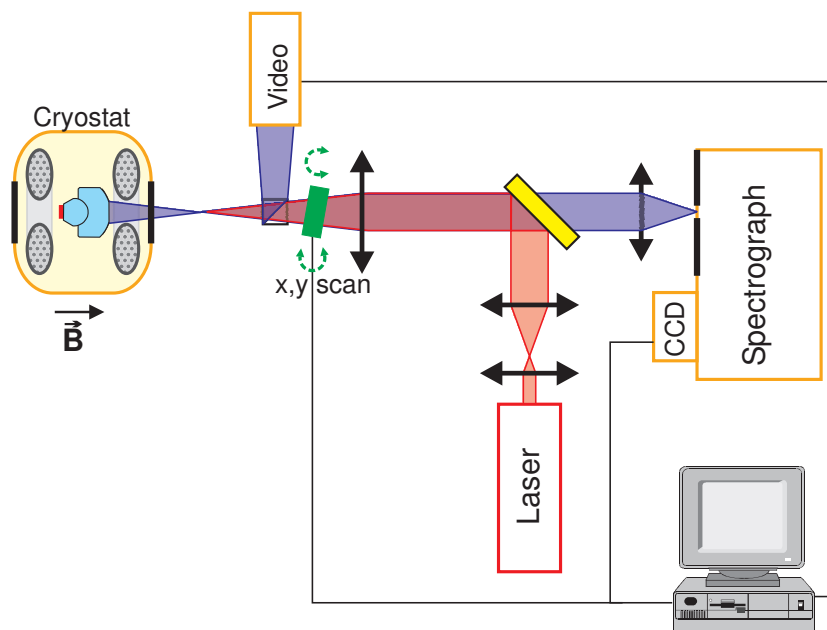 Video
Cryostat
x,y scan
B
CCD
Spectrograph
Laser